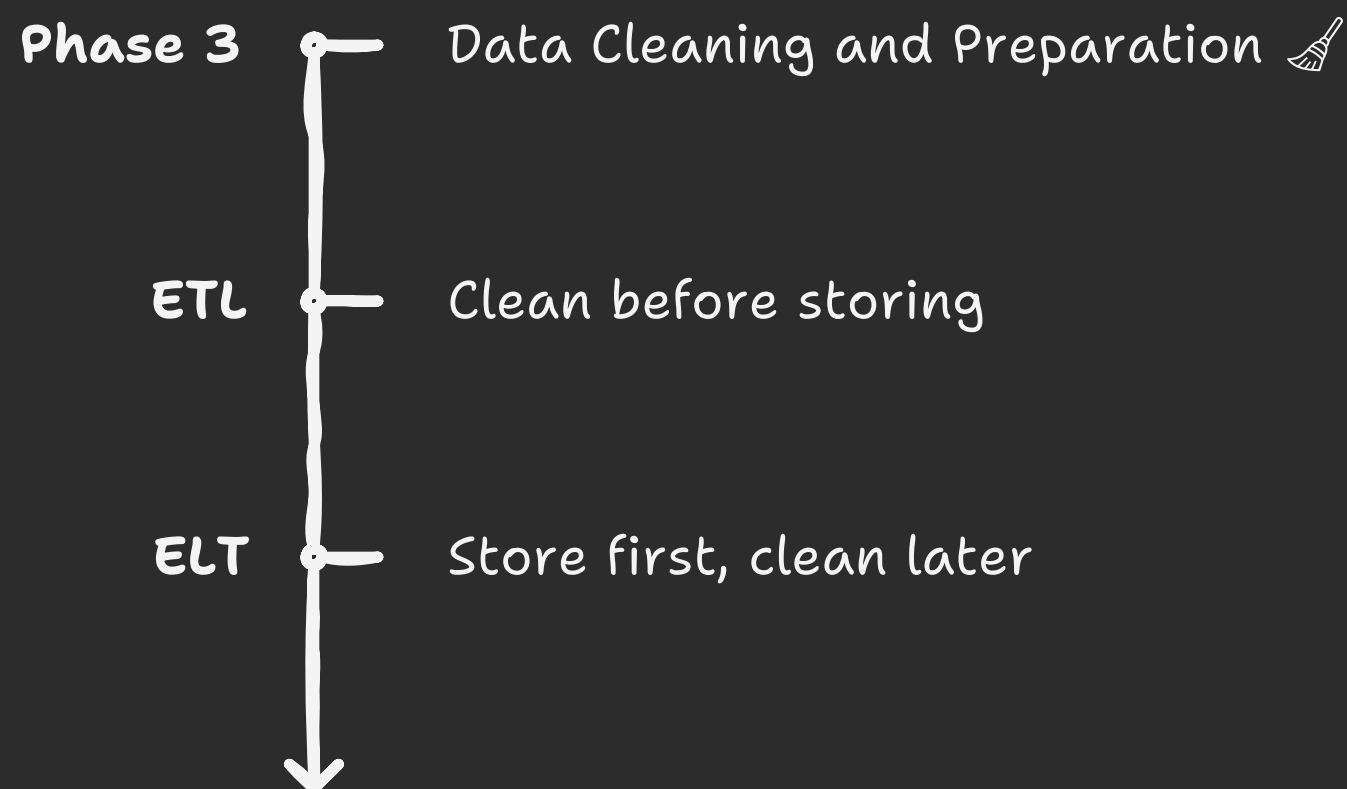 Phase 3 Data Cleaning and Preparation
ETL Clean before storing
ELT Store first, clean later